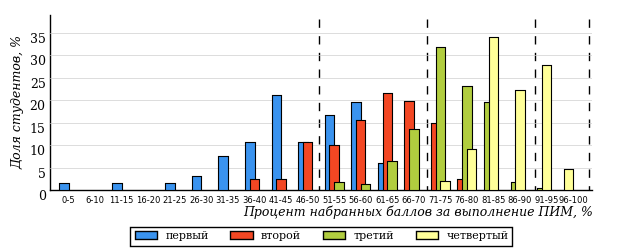 Доля студентов, %
35
30
25
20
15
10
5
0
0-5 6-10 11-15 16-20 21-25 26-30 31-35 36-40 41-45 46-50 51-55 56-60 61-65 66-70 71-75 76-80 81-85 86-90 91-95 96-100
Процент набранных баллов за выполнение ПИМ, %
первый второй третий четвертый